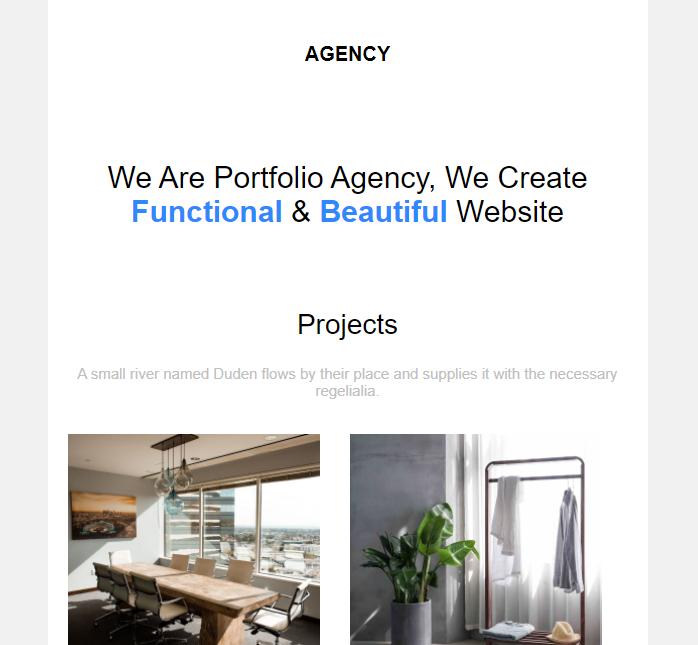 AGENCY
We Are Portfolio Agency, We Create
Functional & Beautiful Website
Projects
A small river named Duden flows by their place and supplies it with the necessary
regelialia.